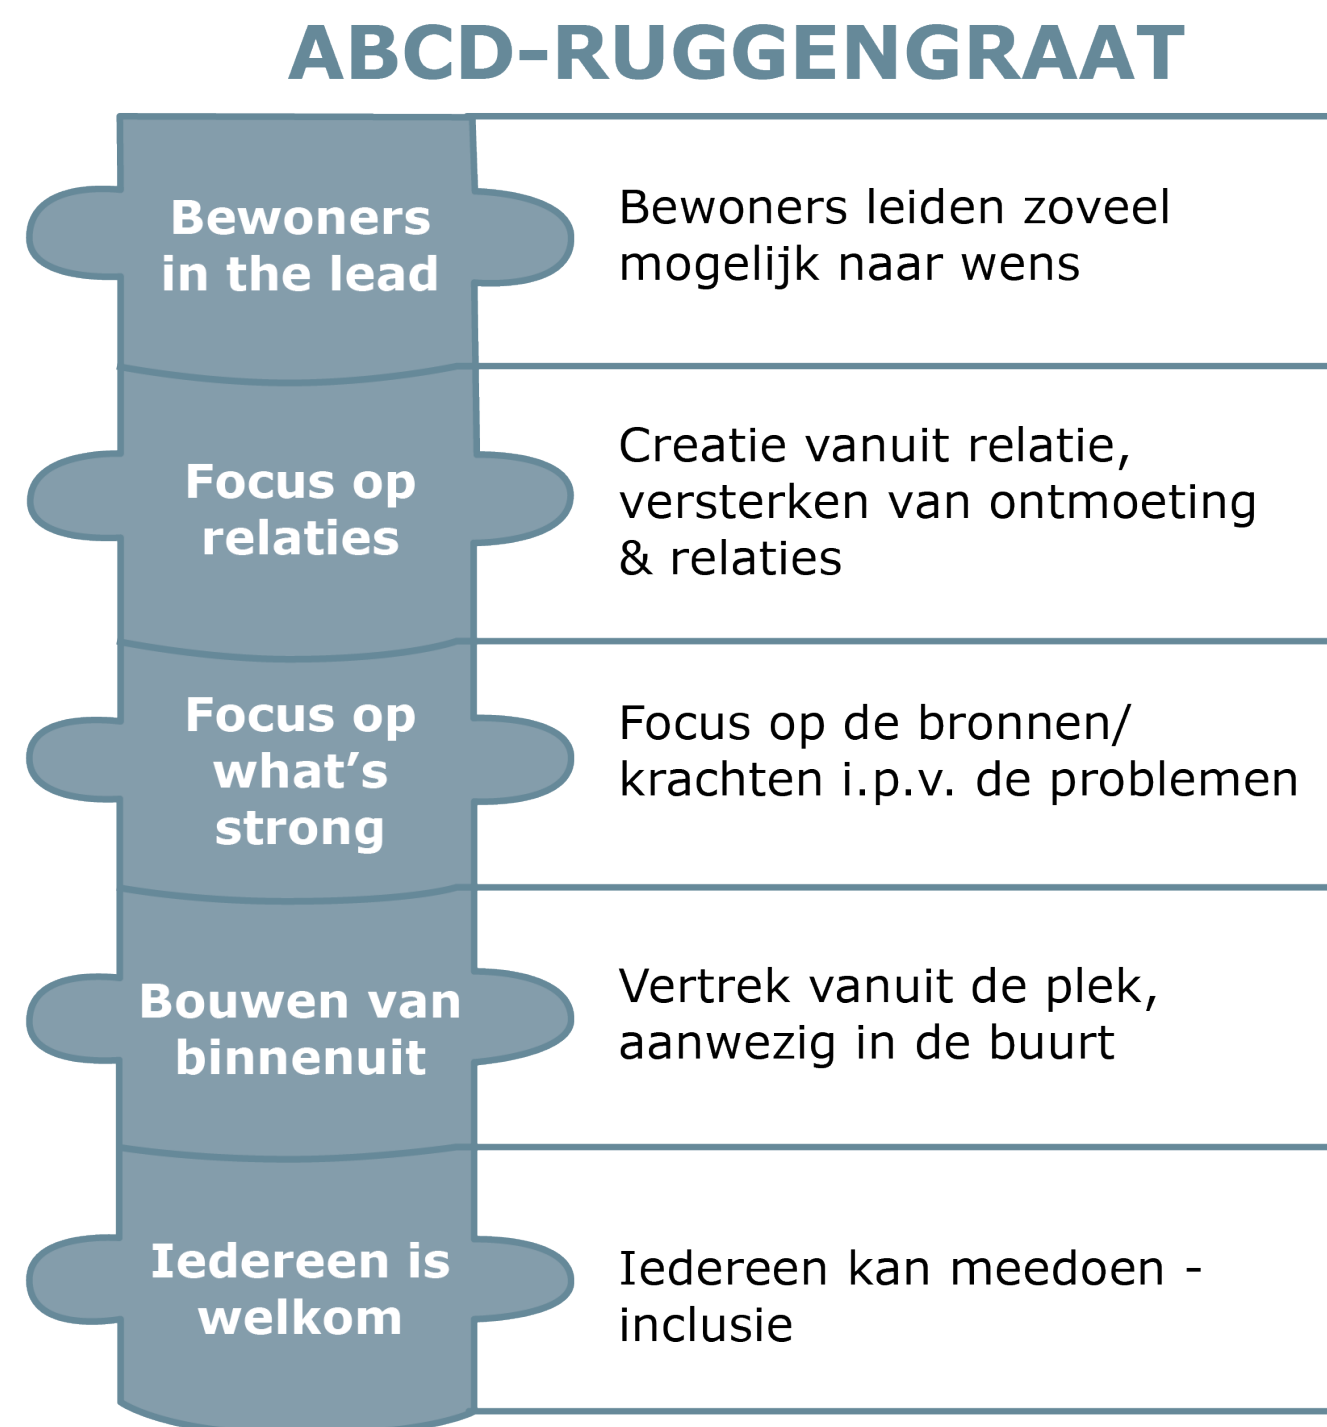 ABCD-RUGGENGRAAT
Bewoners
in the lead
Bewoners leiden zoveel
mogelijk naar wens
Focus op
relaties
Creatie vanuit relatie,
versterken van ontmoeting
& relaties
Focus op
what’s
strong
Focus op de bronnen/
krachten i.p.v. de problemen
Bouwen van
binnenuit
Vertrek vanuit de plek,
aanwezig in de buurt
Iedereen is
welkom
Iedereen kan meedoen -
inclusie